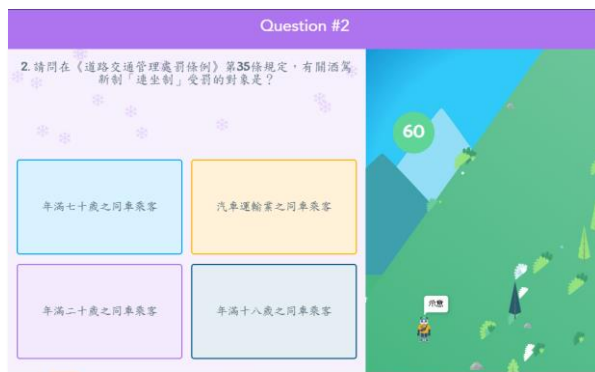 Question #2
2. 請問在《道路交通管理處罰條例》第35條規定，有關酒駕
新制「連坐制」受罰的對象是？
60
年滿七十歲之同車乘客
汽車運輸業之同車乘客
年滿二十歲之同車乘客
年滿十八歲之同車乘客
示意